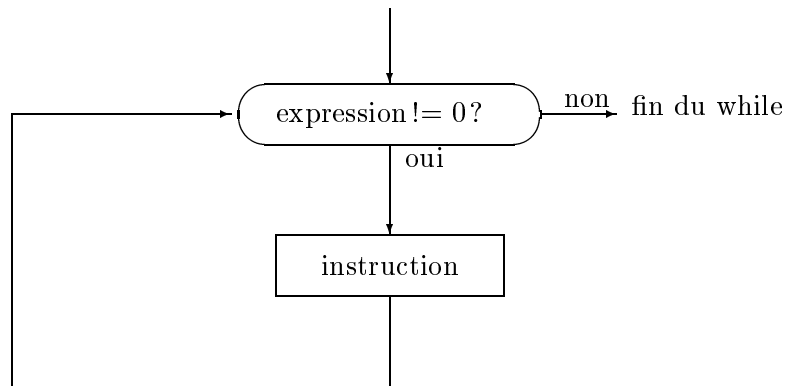 expression != 0 ?
non
fin du while
oui
instruction